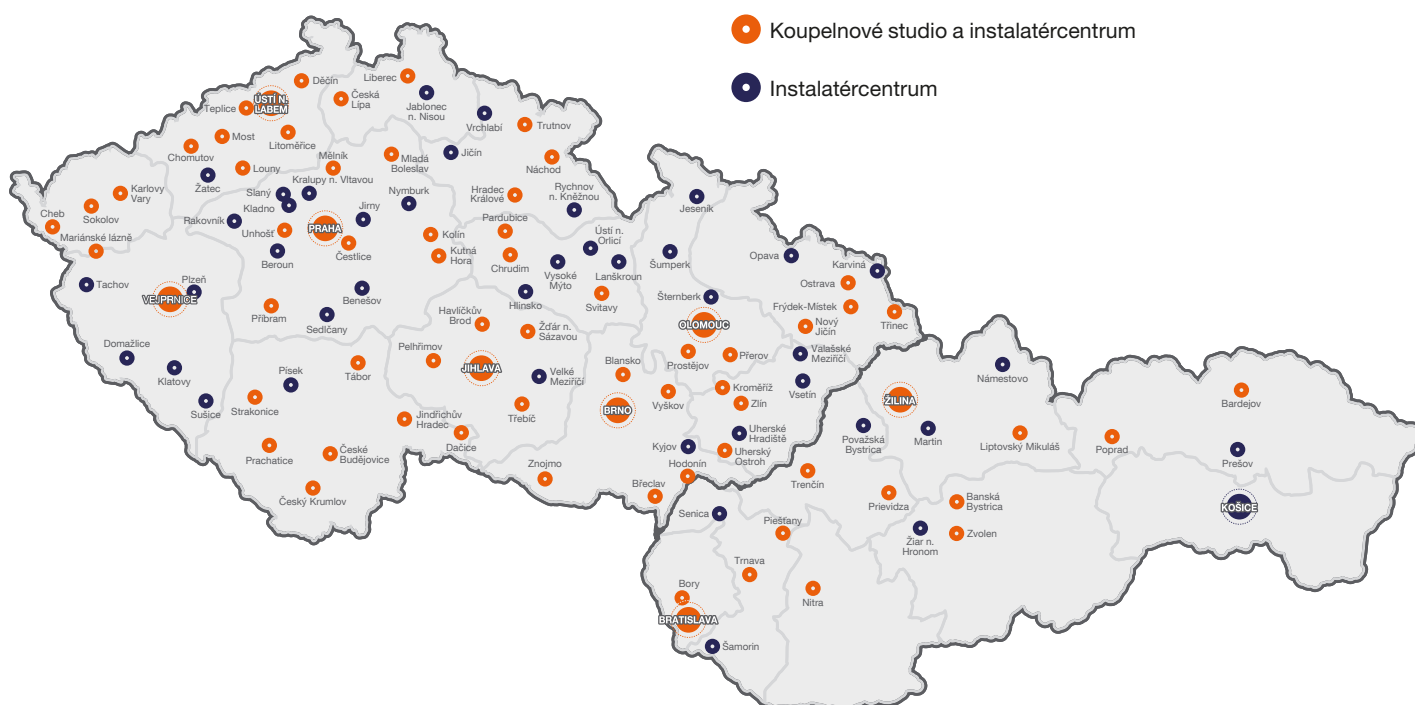 Koupelnové studio a instalatércentrum
Instalatércentrum
Děčín
Liberec
ÚSTÍ N.
LABEM
Teplice
Česká
Lípa
Jablonec
n. Nisou
Vrchlabí
Trutnov
Most
Litoměřice
Chomutov
Louny
Žatec
Mělník
Mladá
Boleslav
Jičín
Náchod
Karlovy
Vary
Sokolov
Cheb
Mariánské lázně
Slaný
Kralupy n. Vltavou
Kladno
Rakovník
Unhošť
Nymburk
Jirny
PRAHA
Čestlice
Beroun
Hradec
Králové
Rychnov
n. Kněžnou
Pardubice
Kolín
Kutná
Hora
Chrudim
Ústí n.
Orlicí
Vysoké
Mýto
Lanškroun
Svitavy
Hlinsko
Jeseník
Šumperk
Opava
Karviná
Ostrava
Frýdek-Místek
Třinec
Nový
Jičín
Šternberk
OLOMOUC
Prostějov
Přerov
Valašské
Meziříčí
Vsetín
Tachov
Plzeň
VEJPRNICE
Příbram
Benešov
Sedlčany
Domažlice
Klatovy
Sušice
Písek
Strakonice
Tábor
Prachatice
České
Budějovice
Český Krumlov
Jindřichův
Hradec
Dačice
Havlíčkův
Brod
Žďár n.
Sázavou
Pelhřimov
JIHLAVA
Velké
Meziříčí
Třebíč
Blansko
BRNO
Vyškov
Kroměříž
Zlín
Uherské
Hradiště
Uherský
Ostroh
Kyjov
Hodonín
Břeclav
Znojmo
ŽILINA
Námestovo
Považská
Bystrica
Martin
Liptovský Mikuláš
Poprad
Bardejov
Prešov
KOŠICE
Trenčín
Prievidza
Banská
Bystrica
Zvolen
Žiar n.
Hronom
Senica
Piešťany
Trnava
Nitra
Bory
BRATISLAVA
Šamorin